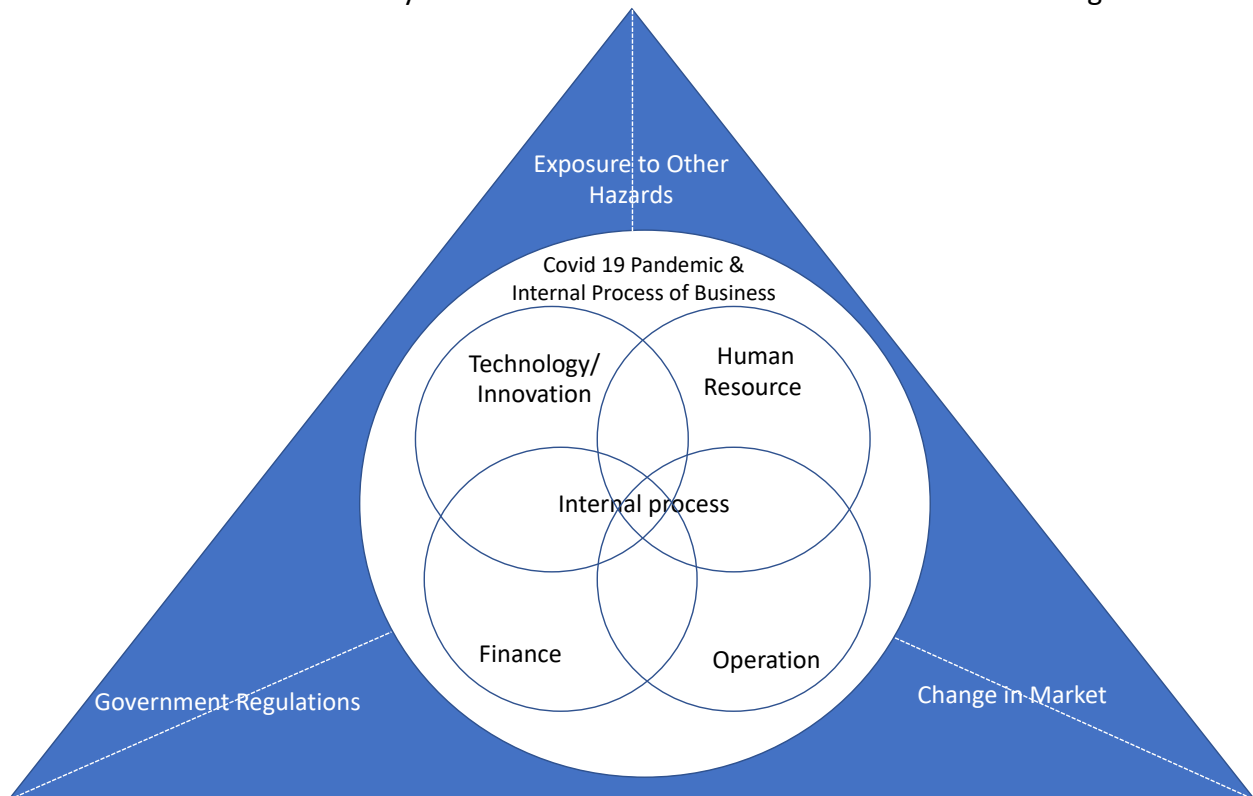 Exposure to Other
Hazards
Covid 19 Pandemic &
Internal Process of Business
Technology/
Innovation
Human
Resource
Internal process
Finance
Operation
Government Regulations
Change in Market